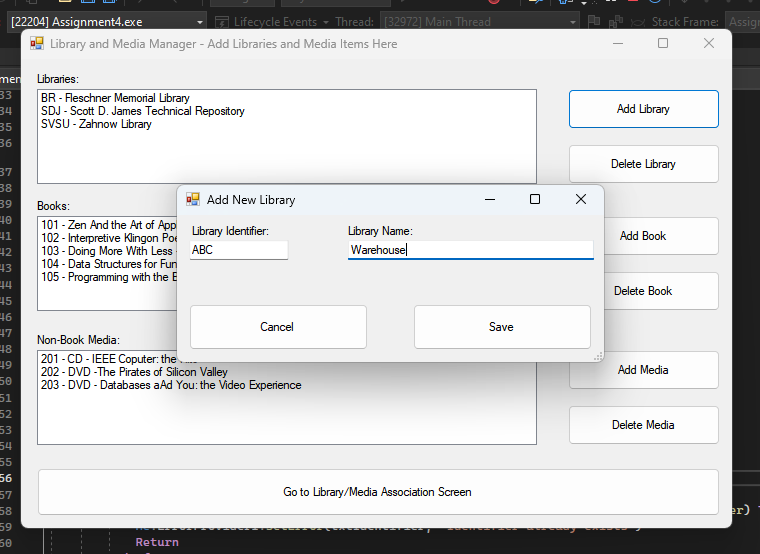 [22204] Assignment4.exe
Lifecycle Events
Thread:
[32972] Main Thread
Stack Frame:
Library and Media Manager - Add Libraries and Media Items Here
Libraries:
BR - Fleschner Memorial Library
SDJ - Scott D. James Technical Repository
SVSU - Zahnow Library
Add Library
Delete Library
Books:
101 - Zen And the Art of
102 - Interpretive Klingon
103 - Doing More With Less
104 - Data Structures for
105 - Programming with the
Add Book
Delete Book
Add New Library
Library Identifier:
Library Name:
ABC
Warehouse
Cancel
Save
Non-Book Media:
201 - CD - IEEE Coputer: the
202 - DVD -The Pirates of Silicon Valley
203 - DVD - Databases aAd You: the Video Experience
Add Media
Delete Media
Go to Library/Media Association Screen
33
34
35
36
37
38
39
40
41
42
43
44
45
46
47
48
49
50
51
52
53
54
55
56
57
58
59
60
Return